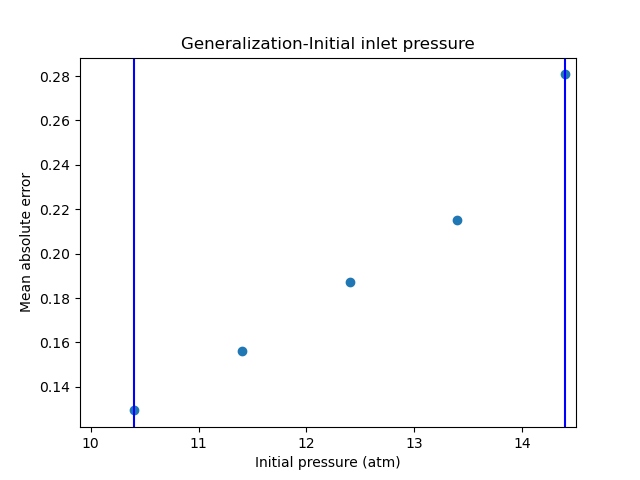 Generalization-Initial inlet pressure
Mean absolute error
0.28
0.26
0.24
0.22
0.20
0.18
0.16
0.14
10 11 12 13 14
Initial pressure (atm)